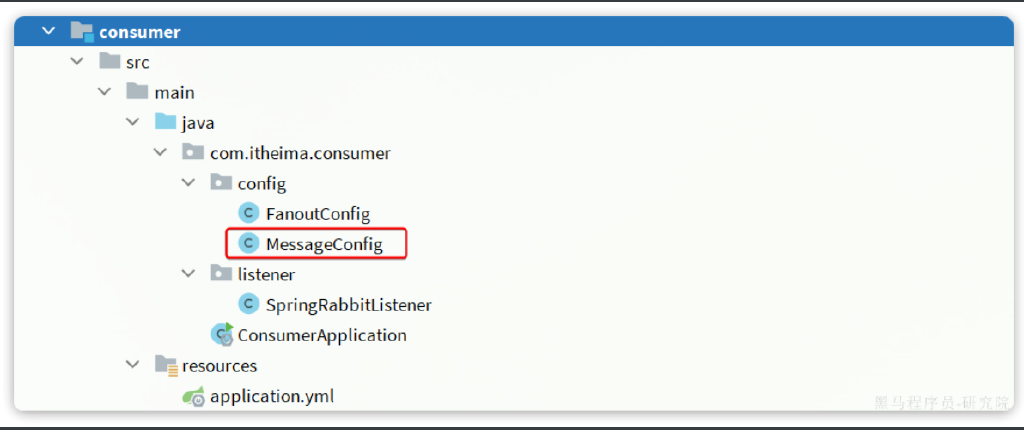 consumer
src
main
java
com.itheima.consumer
config
C FanoutConfig
C MessageConfig
listener
C SpringRabbitListener
C ConsumerApplication
resources
application.yml
黑马程序员-研究院